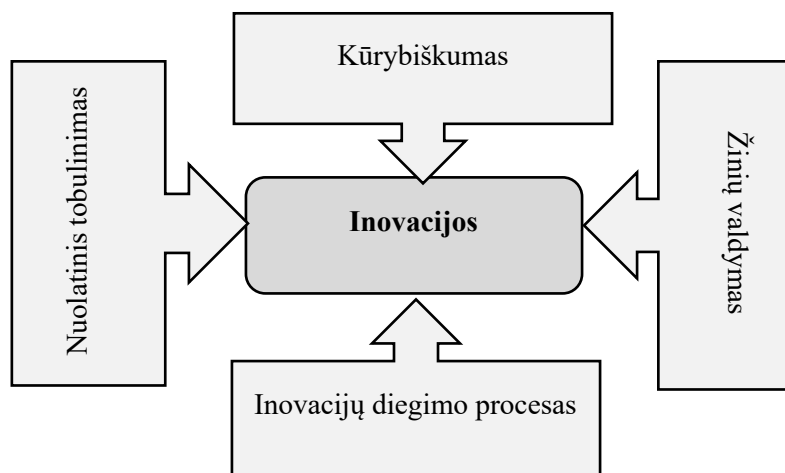 Kūrybiškumas
Nuolatinis tobulinimas
Inovacijos
Žinių valdymas
Inovacijų diegimo procesas